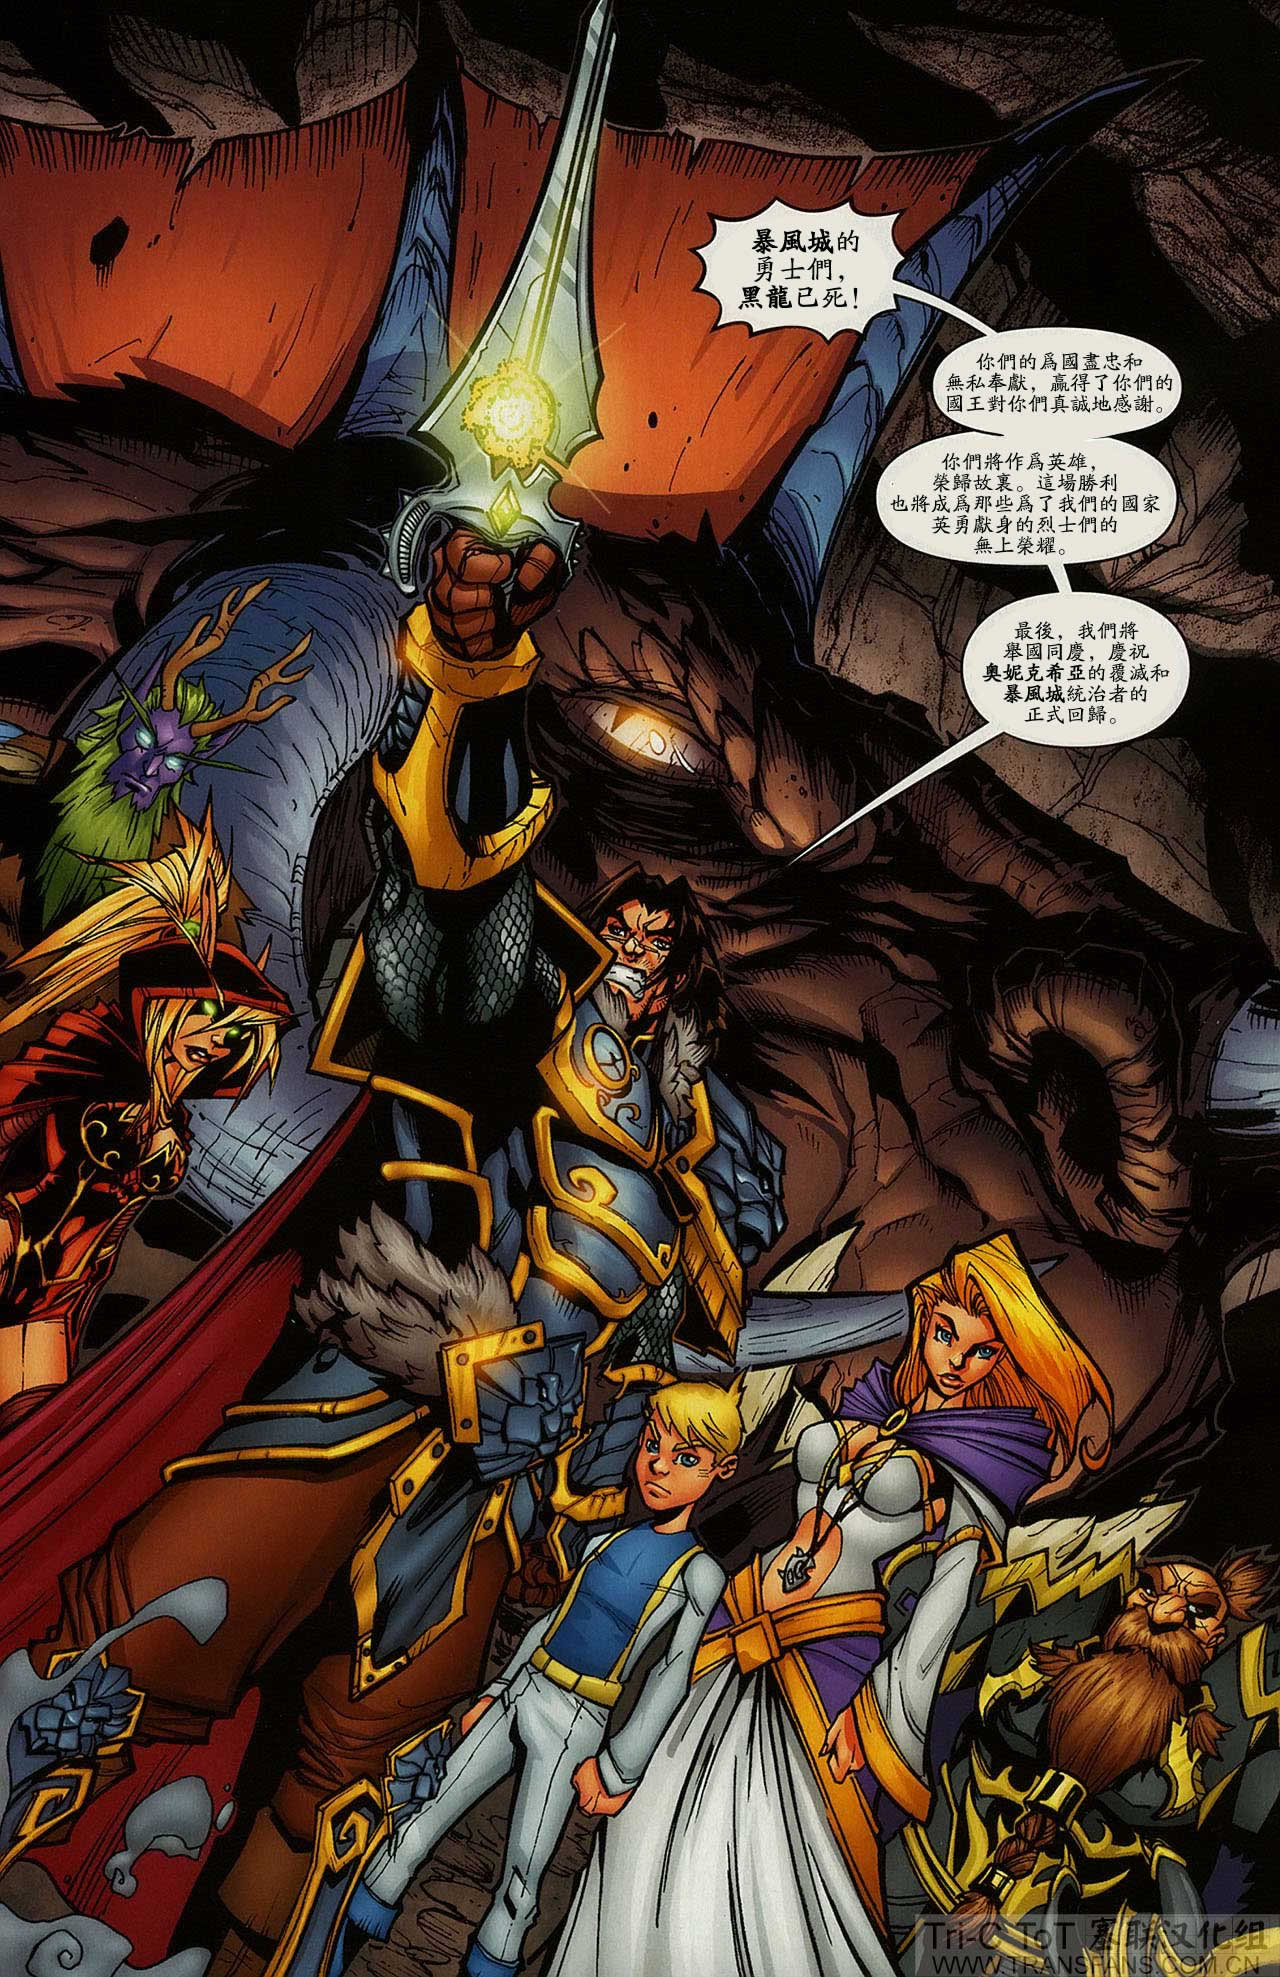 暴風城的
勇士們，
黑龍已死！
你們的爲國盡忠和
無私奉獻，贏得了你們的
國王對你們真誠地感謝。
你們將作爲英雄，
榮歸故裏。這場勝利
也將成爲那些爲了我們的國家
英勇獻身的烈士們的
無上榮耀。
最後，我們將
舉國同慶，慶祝
奥妮克希亞的覆滅和
暴風城統治者的
正式回歸。
Tri-C ToT 塞联汉化组
WWW.TRANSFANS.COM.CN